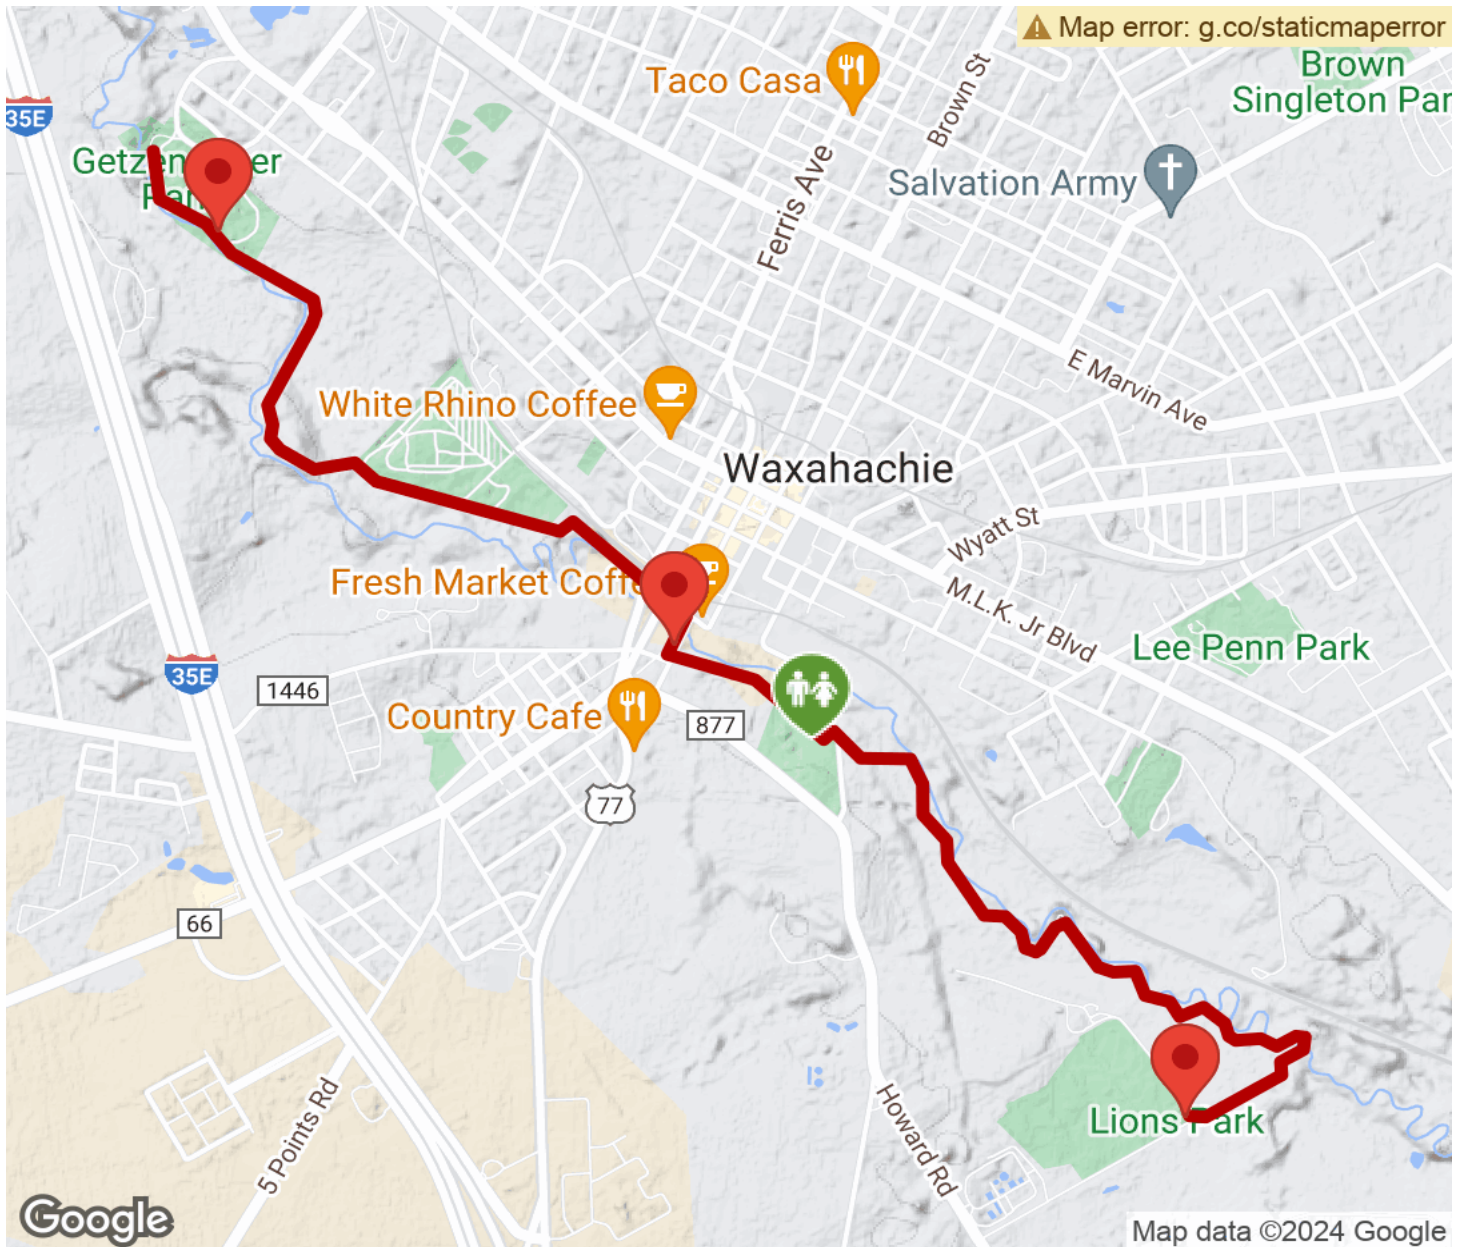 Map error: g.co/staticmaperror
Brown
Singleton Par
Taco Casa
Brown St
35E
Ferris Ave
Salvation Army
E Marvin Ave
White Rhino Coffee
Waxahachie
Wyatt St
Fresh Market Coff
M.L.K. Jr Blvd
Lee Penn Park
35E
1446
Country Cafe
877
77
66
5 Points Rd
Howard Rd
Lions Park
Google
Map data ©2024 Google